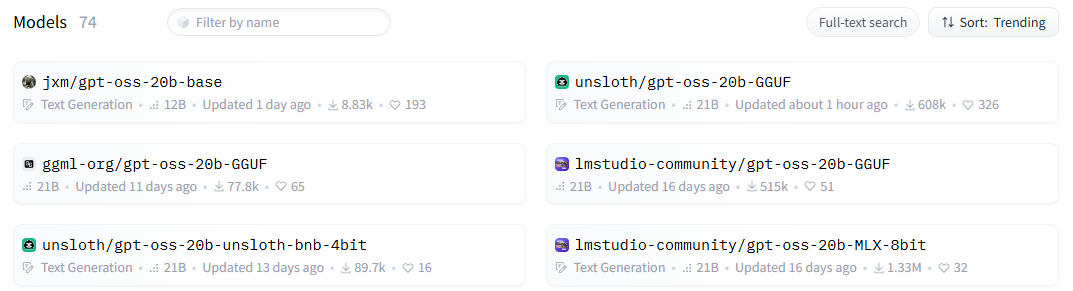 Models 74 Filter by name Full-text search Sort: Trending
jxm/gpt-oss-20b-base
Text Generation • 12B • Updated 1 day ago • 8.83k • 193
unsloth/gpt-oss-20b-GGUF
Text Generation • 21B • Updated about 1 hour ago • 608k • 326
ggml-org/gpt-oss-20b-GGUF
21B • Updated 11 days ago • 77.8k • 65
lmstudio-community/gpt-oss-20b-GGUF
21B • Updated 16 days ago • 515k • 51
unsloth/gpt-oss-20b-unsloth-bnb-4bit
Text Generation • 21B • Updated 13 days ago • 89.7k • 16
lmstudio-community/gpt-oss-20b-MLX-8bit
Text Generation • 21B • Updated 16 days ago • 1.33M • 32